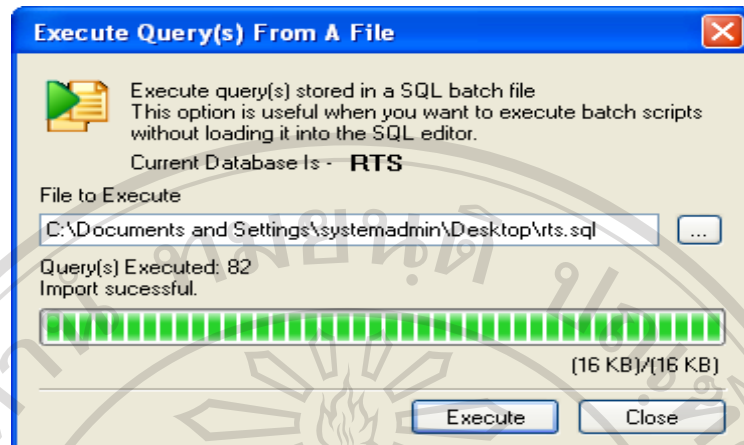 Execute Query(s) From A File
Execute query(s) stored in a SQL batch file
This option is useful when you want to execute batch scripts
without loading it into the SQL editor.
Current Database Is - RTS
File to Execute
C:\Documents and Settings\systemadmin\Desktop\rts.sql ...
Query(s) Executed: 82
Import sucessful.
(16 KB)/(16 KB)
Execute Close